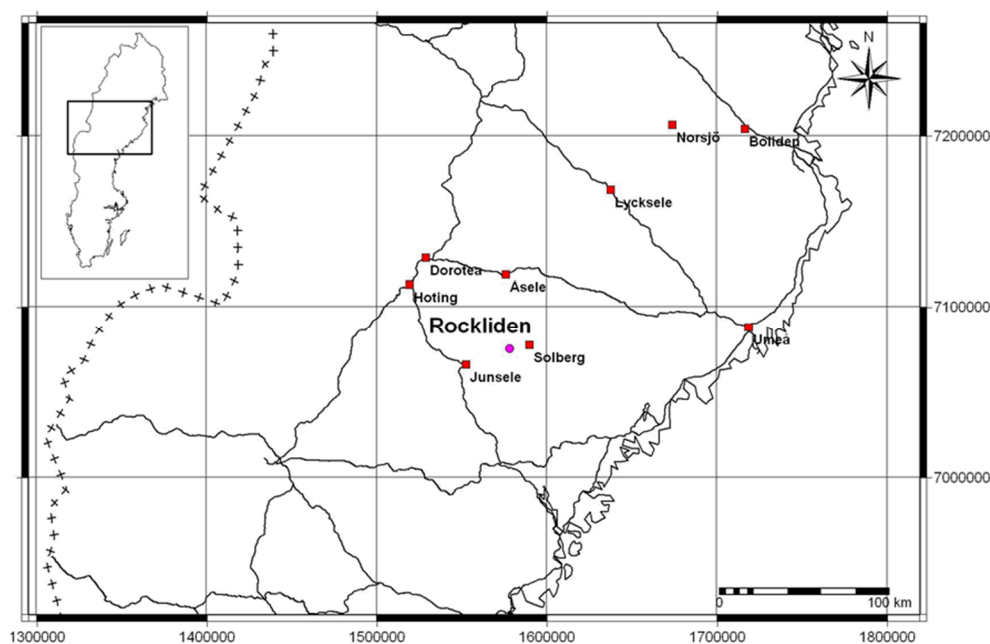 N
Norsjö
Boliden
7200000
Lycksele
Dorotea
Åsele
Hoting
7100000
Rockliden
Umeå
Solberg
Junsele
7000000
0
100 km
1300000
1400000
1500000
1600000
1700000
1800000